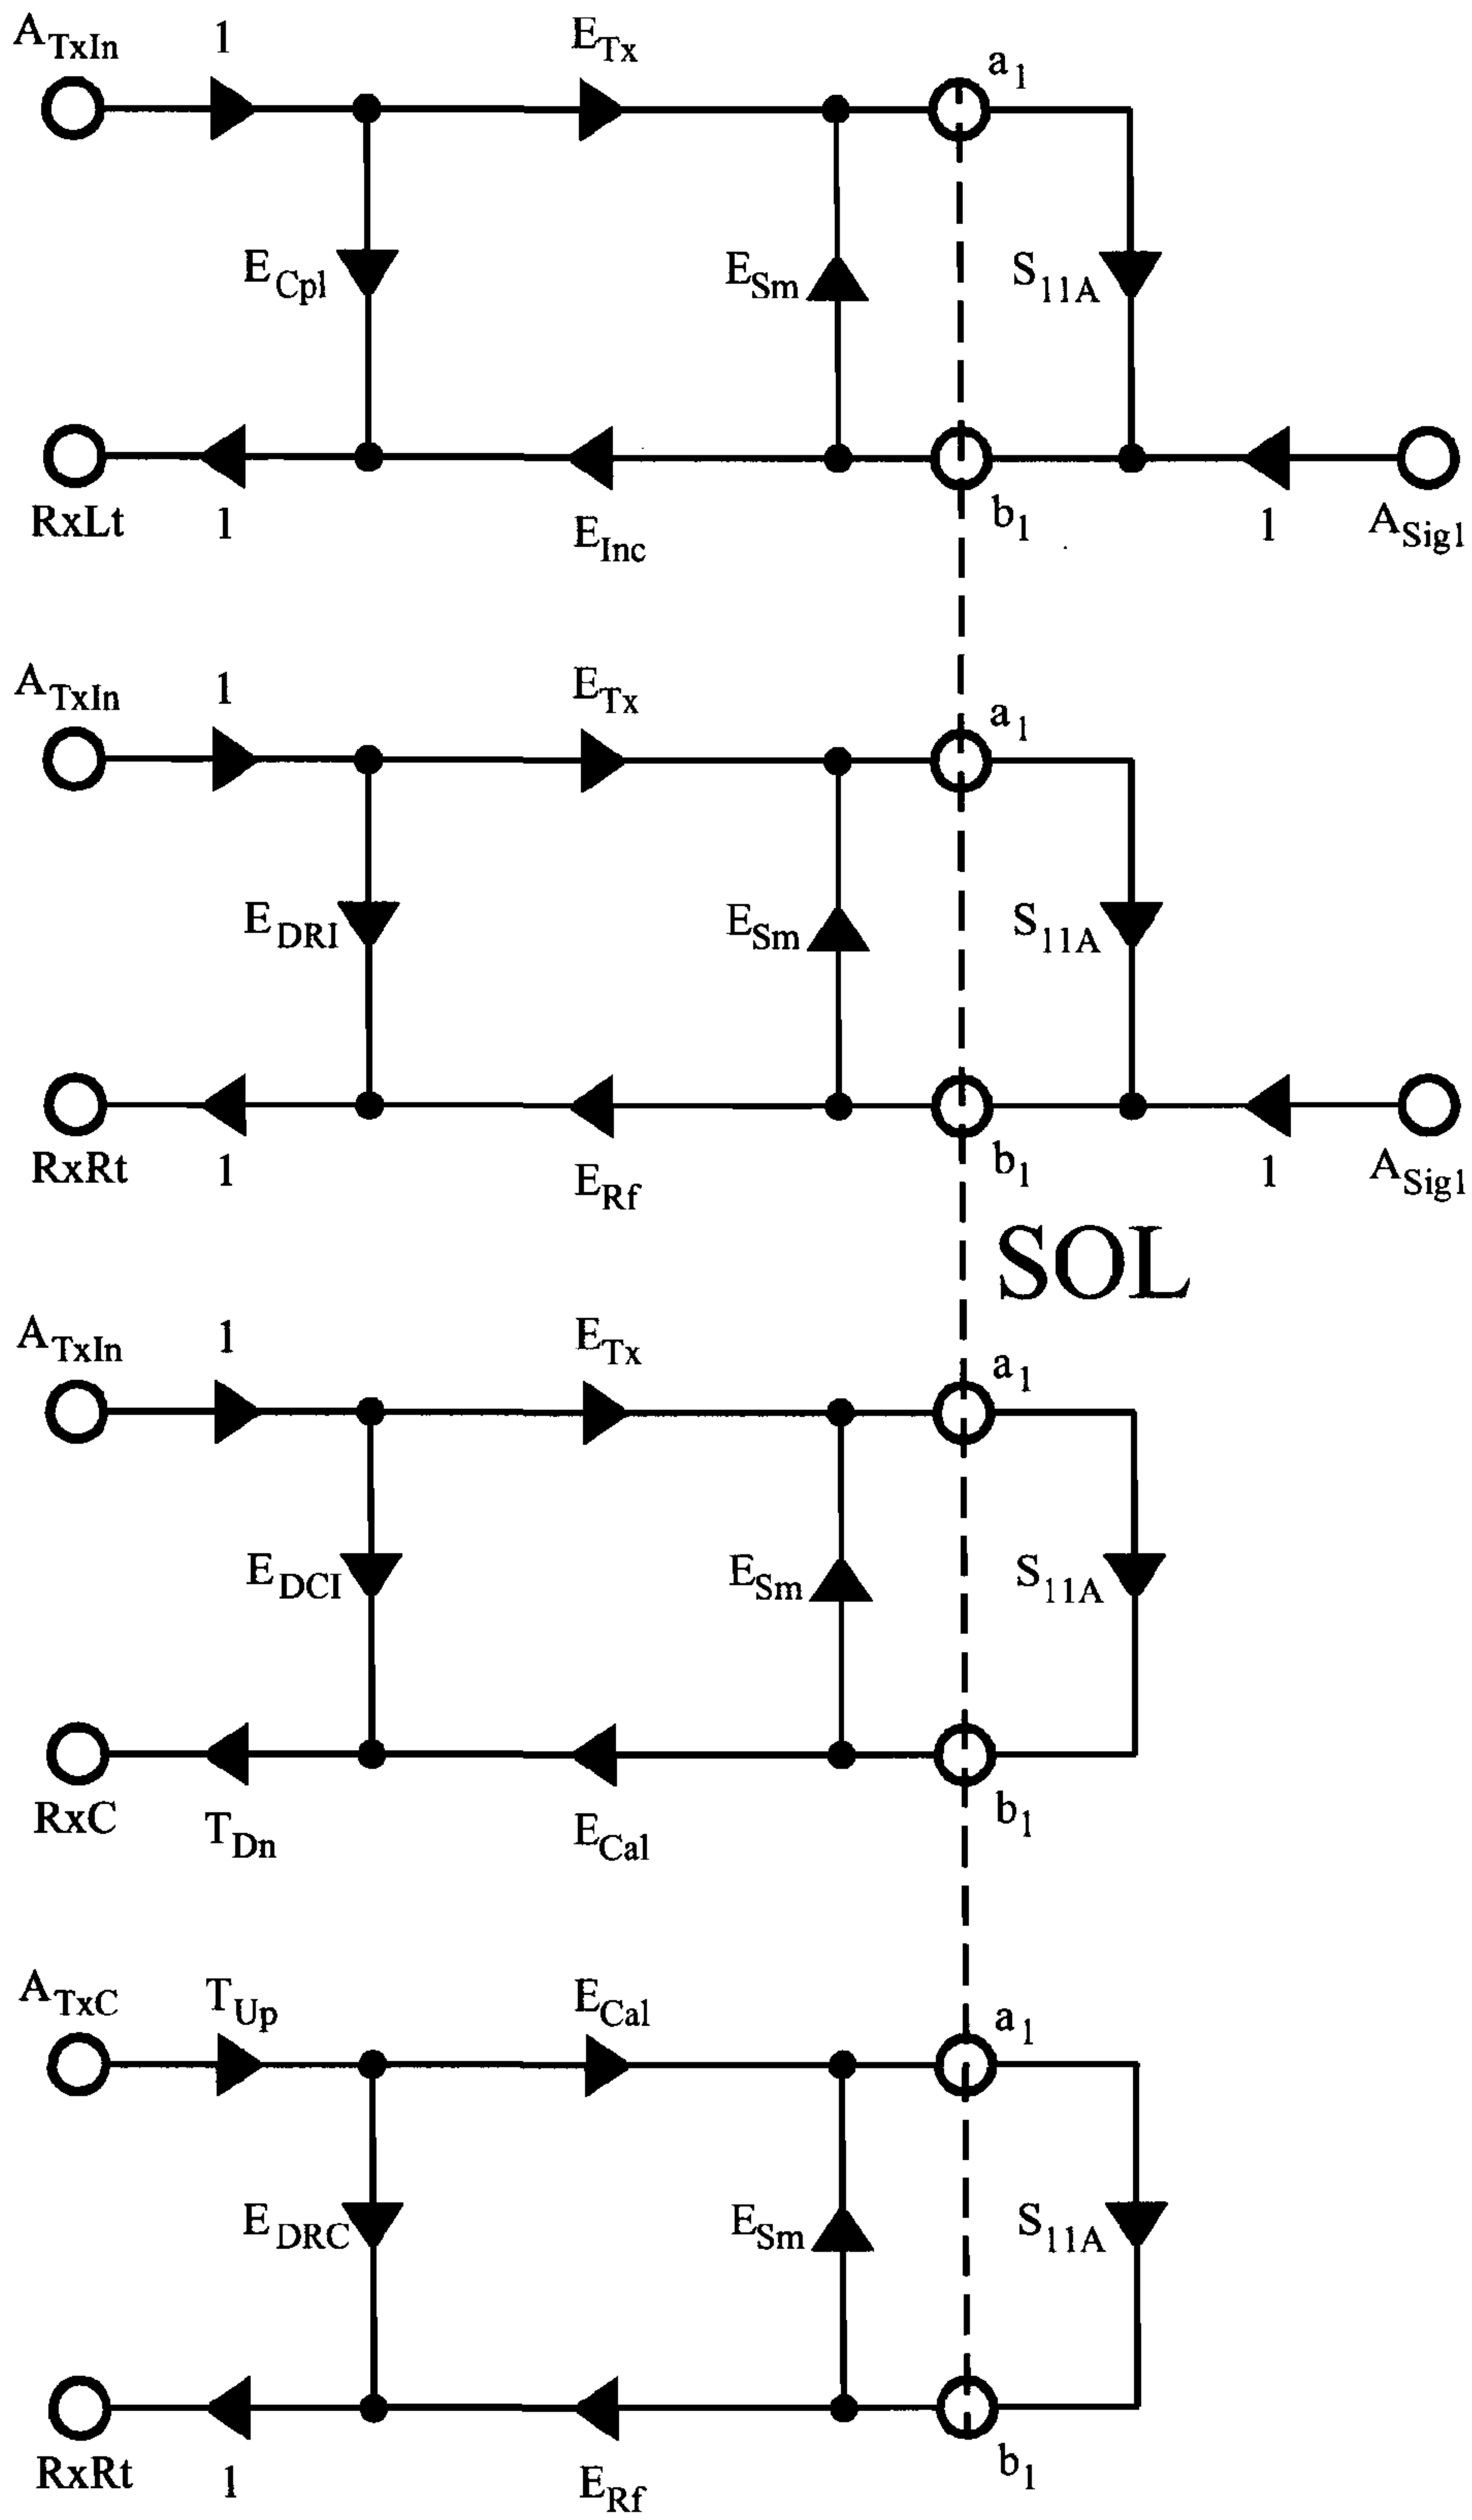 A_TxIn 1 E_Tx a_1
E_Cpl E_Sm S_11A
RxLt 1 E_Inc b_1 1 A_Sig1
A_TxIn 1 E_Tx a_1
E_DRI E_Sm S_11A
RxRt 1 E_Rf b_1 1 A_Sig1
SOL
A_TxIn 1 E_Tx a_1
E_DCI E_Sm S_11A
RxC T_Dn E_Cal b_1
A_TxC T_Up E_Cal a_1
E_DRC E_Sm S_11A
RxRt 1 E_Rf b_1